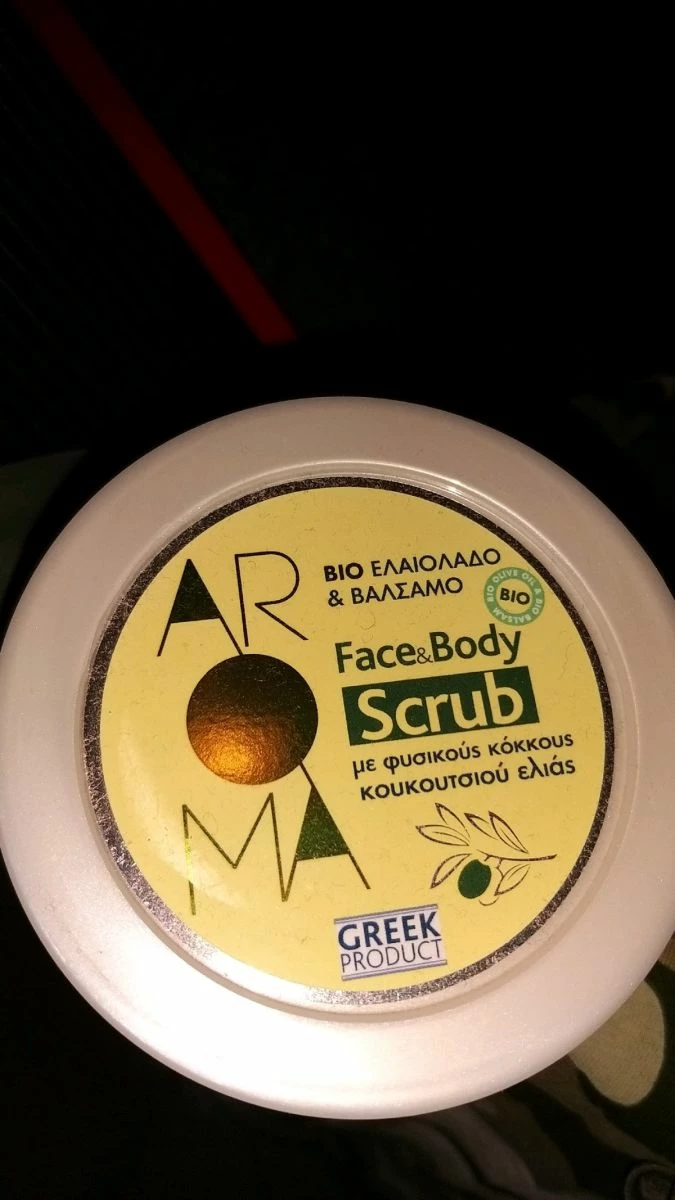 AR
O
MA
ΒΙΟ ΕΛΑΙΟΛΑΔΟ
& ΒΑΛΣΑΜΟ
BIO OLIVE OIL & BIO BALSAM
BIO
Face&Body
Scrub
με φυσικούς κόκκους
κουκουτσιού ελιάς
GREEK
PRODUCT